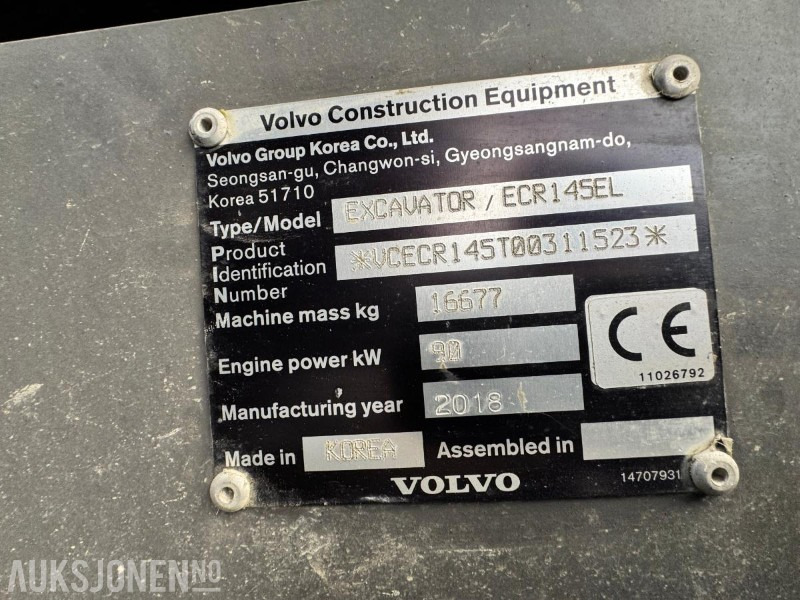 Volvo Construction Equipment
Volvo Group Korea Co., Ltd.
Seongsan-gu, Changwon-si, Gyeongsangnam-do,
Korea 51710
Type/Model EXCAVATOR / ECR145EL
Product
Identification *VCECR145T00311523*
Number
Machine mass kg 16677
Engine power kW 90
CE
11026792
Manufacturing year 2018
Made in KOREA Assembled in
VOLVO
14707931
AUKSJONEN.NO